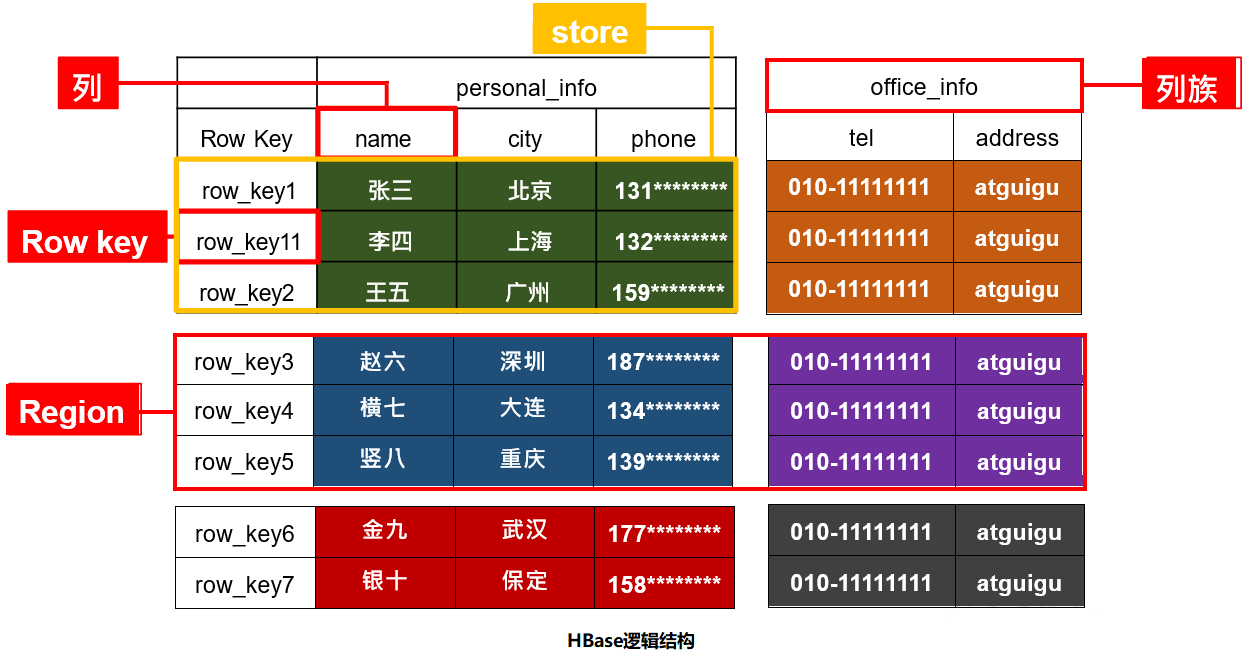 store
列
personal_info
office_info
列族
Row Key name city phone tel address
row_key1 张三 北京 131******** 010-11111111 atguigu
Row key
row_key11 李四 上海 132******** 010-11111111 atguigu
row_key2 王五 广州 159******** 010-11111111 atguigu
row_key3 赵六 深圳 187******** 010-11111111 atguigu
Region
row_key4 横七 大连 134******** 010-11111111 atguigu
row_key5 竖八 重庆 139******** 010-11111111 atguigu
row_key6 金九 武汉 177******** 010-11111111 atguigu
row_key7 银十 保定 158******** 010-11111111 atguigu
HBase逻辑结构